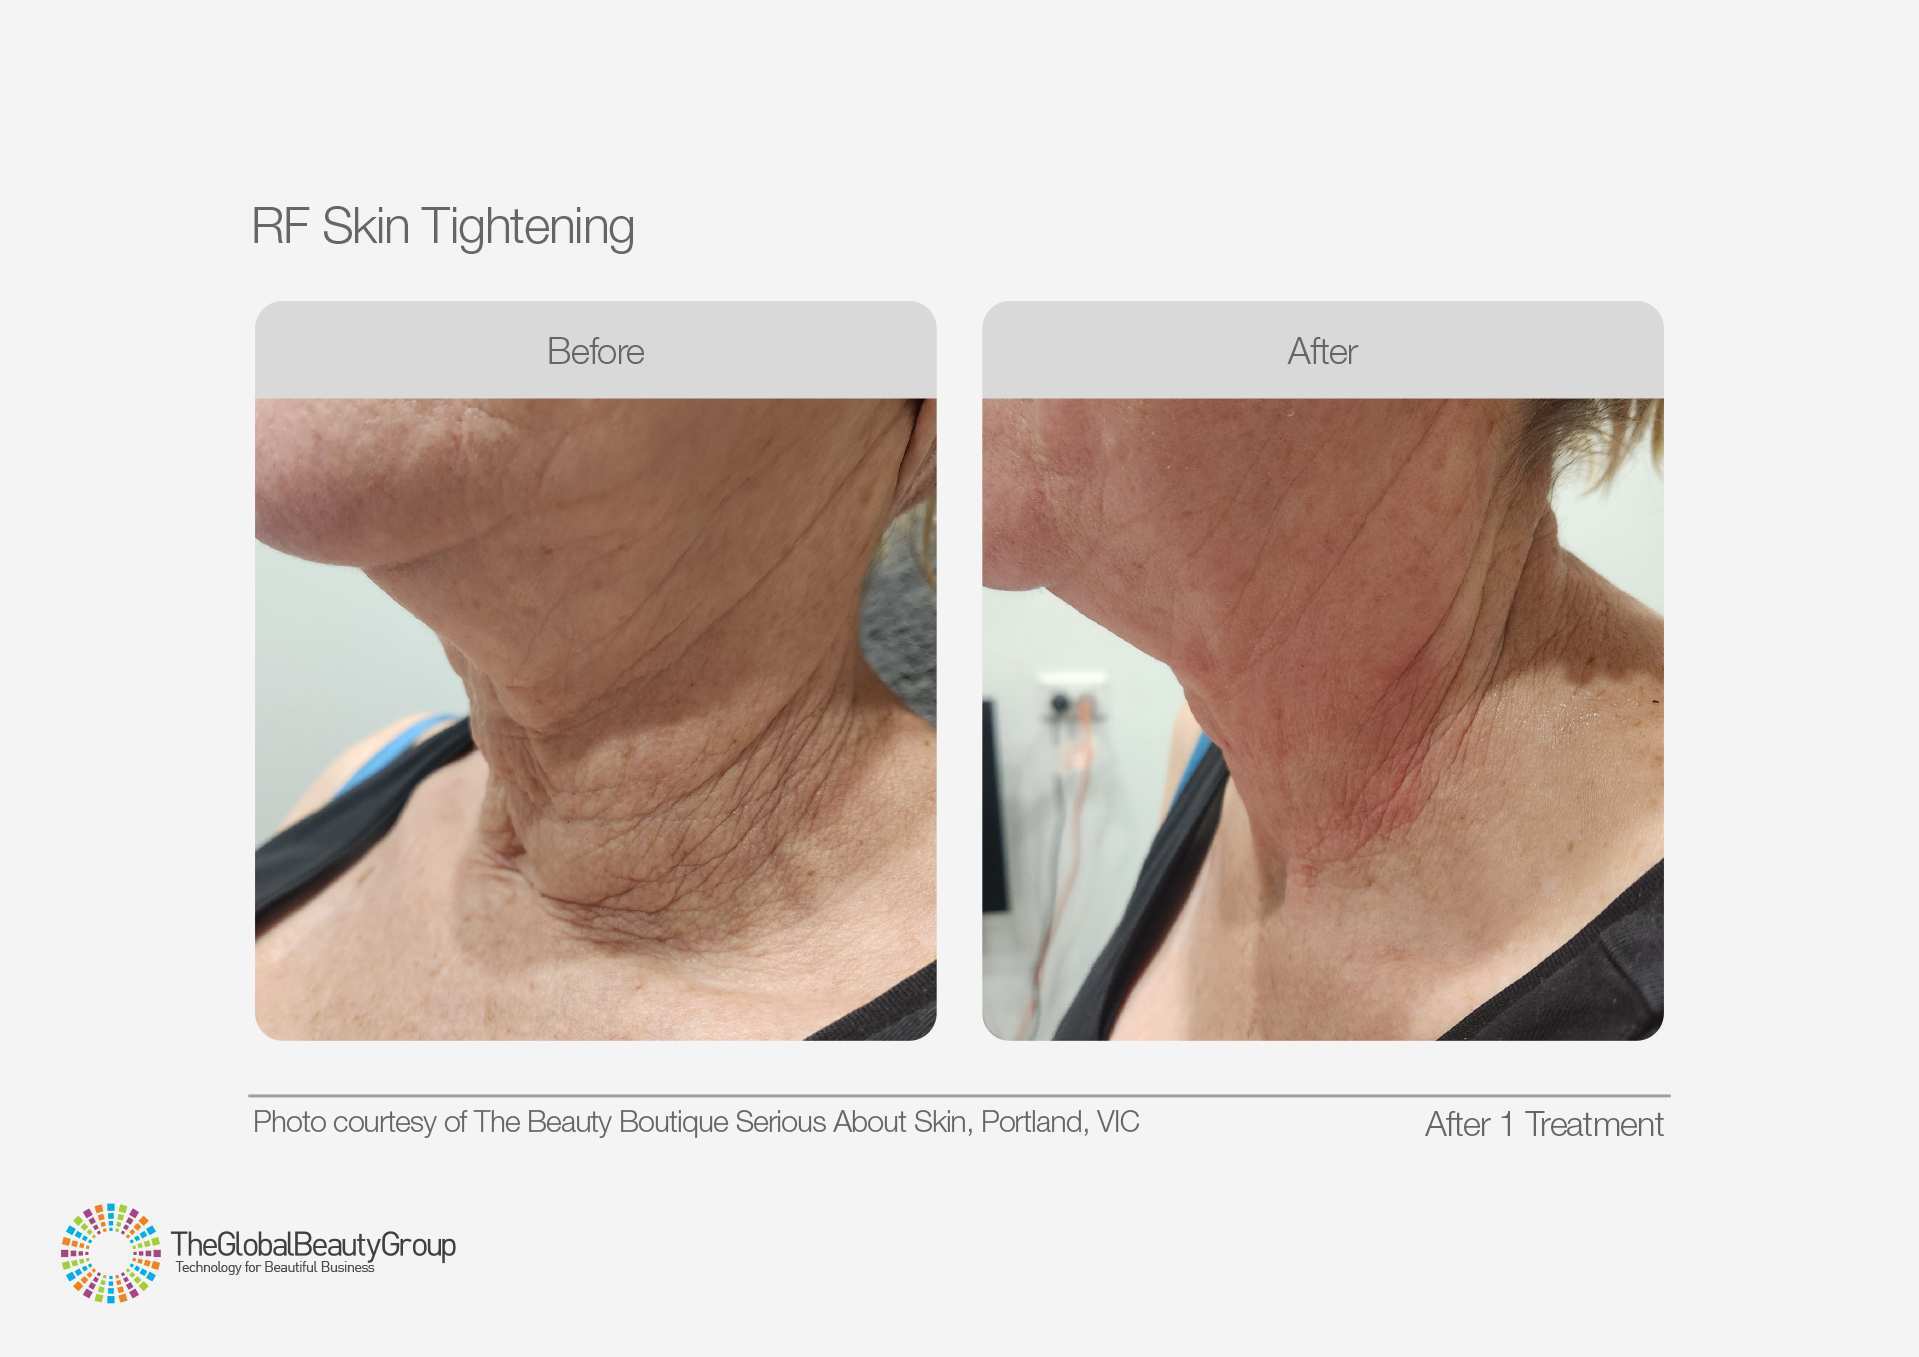 RF Skin Tightening
Before
After
Photo courtesy of The Beauty Boutique Serious About Skin, Portland, VIC
After 1 Treatment
TheGlobalBeautyGroup
Technology for Beautiful Business